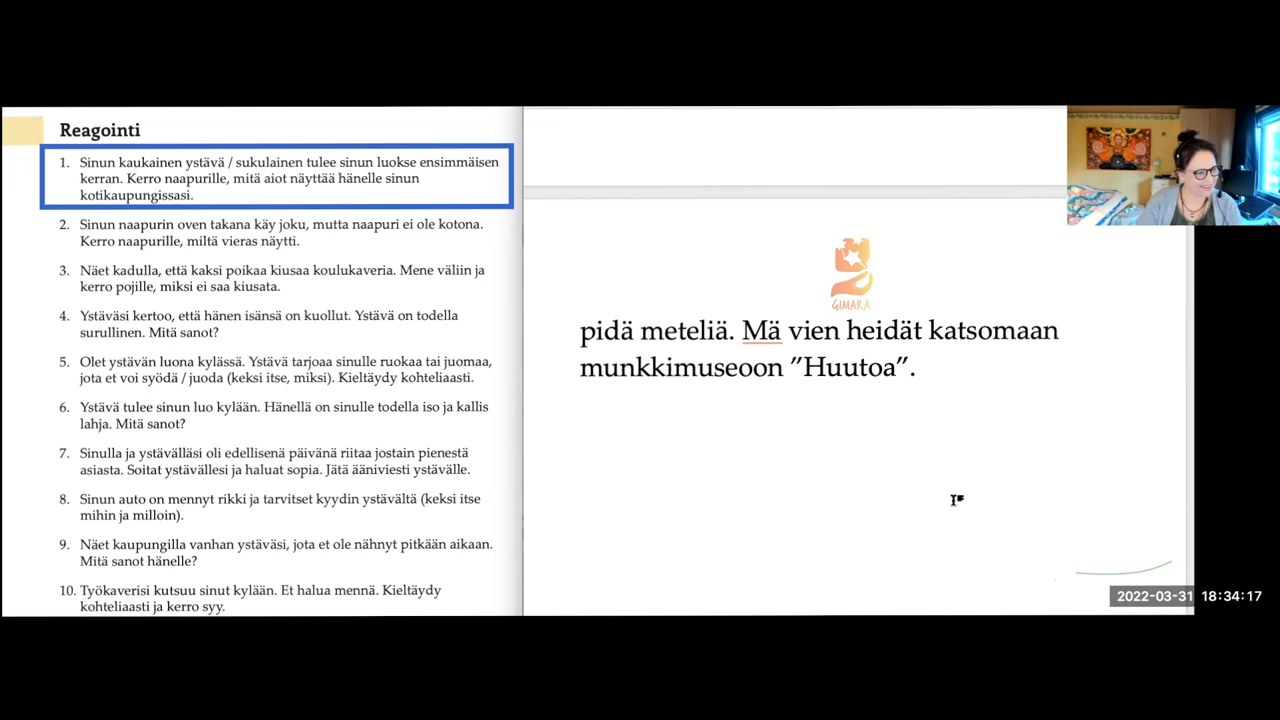 Reagointi
1. Sinun kaukainen ystävä / sukulainen tulee sinun luokse ensimmäisen
kerran. Kerro naapurille, mitä aiot näyttää hänelle sinun
kotikaupungissasi.
2. Sinun naapurin oven takana käy joku, mutta naapuri ei ole kotona.
Kerro naapurille, miltä vieras näytti.
3. Näet kadulla, että kaksi poikaa kiusaa koulukaveria. Mene väliin ja
kerro pojille, miksi ei saa kiusata.
4. Ystäväsi kertoo, että hänen isänsä on kuollut. Ystävä on todella
surullinen. Mitä sanot?
5. Olet ystävän luona kylässä. Ystävä tarjoaa sinulle ruokaa tai juomaa,
jota et voi syödä / juoda (keksi itse, miksi). Kieltäydy kohteliaasti.
6. Ystävä tulee sinun luo kylään. Hänellä on sinulle todella iso ja kallis
lahja. Mitä sanot?
7. Sinulla ja ystävälläsi oli edellisenä päivänä riitaa jostain pienestä
asiasta. Soitat ystävällesi ja haluat sopia. Jätä ääniviesti ystävälle.
8. Sinun auto on mennyt rikki ja tarvitset kyydin ystävältä (keksi itse
mihin ja milloin).
9. Näet kaupungilla vanhan ystäväsi, jota et ole nähnyt pitkään aikaan.
Mitä sanot hänelle?
10. Työkaverisi kutsuu sinut kylään. Et halua mennä. Kieltäydy
kohteliaasti ja kerro syy.
GIMARA
pidä meteliä. Mä vien heidät katsomaan
munkkimuseoon ”Huutoa”.
2022-03-31 18:34:17